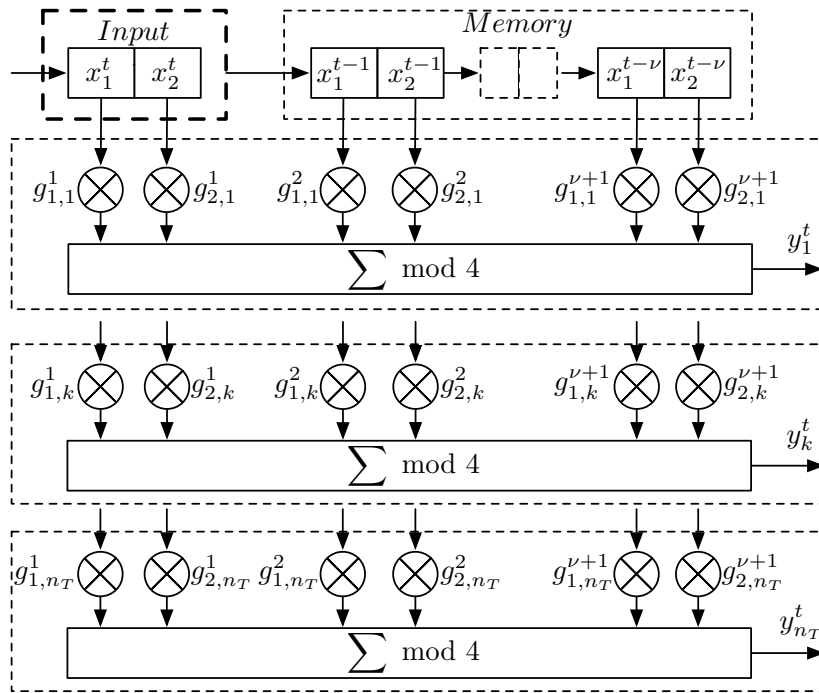 Input Memory
x_1^t x_2^t x_1^{t-1} x_2^{t-1} x_1^{t-ν} x_2^{t-ν}
g_{1,1}^1 g_{2,1}^1 g_{1,1}^2 g_{2,1}^2 g_{1,1}^{ν+1} g_{2,1}^{ν+1}
y_1^t
∑ mod 4
g_{1,k}^1 g_{2,k}^1 g_{1,k}^2 g_{2,k}^2 g_{1,k}^{ν+1} g_{2,k}^{ν+1}
y_k^t
∑ mod 4
g_{1,n_T}^1 g_{2,n_T}^1 g_{1,n_T}^2 g_{2,n_T}^2 g_{1,n_T}^{ν+1} g_{2,n_T}^{ν+1}
y_{n_T}^t
∑ mod 4